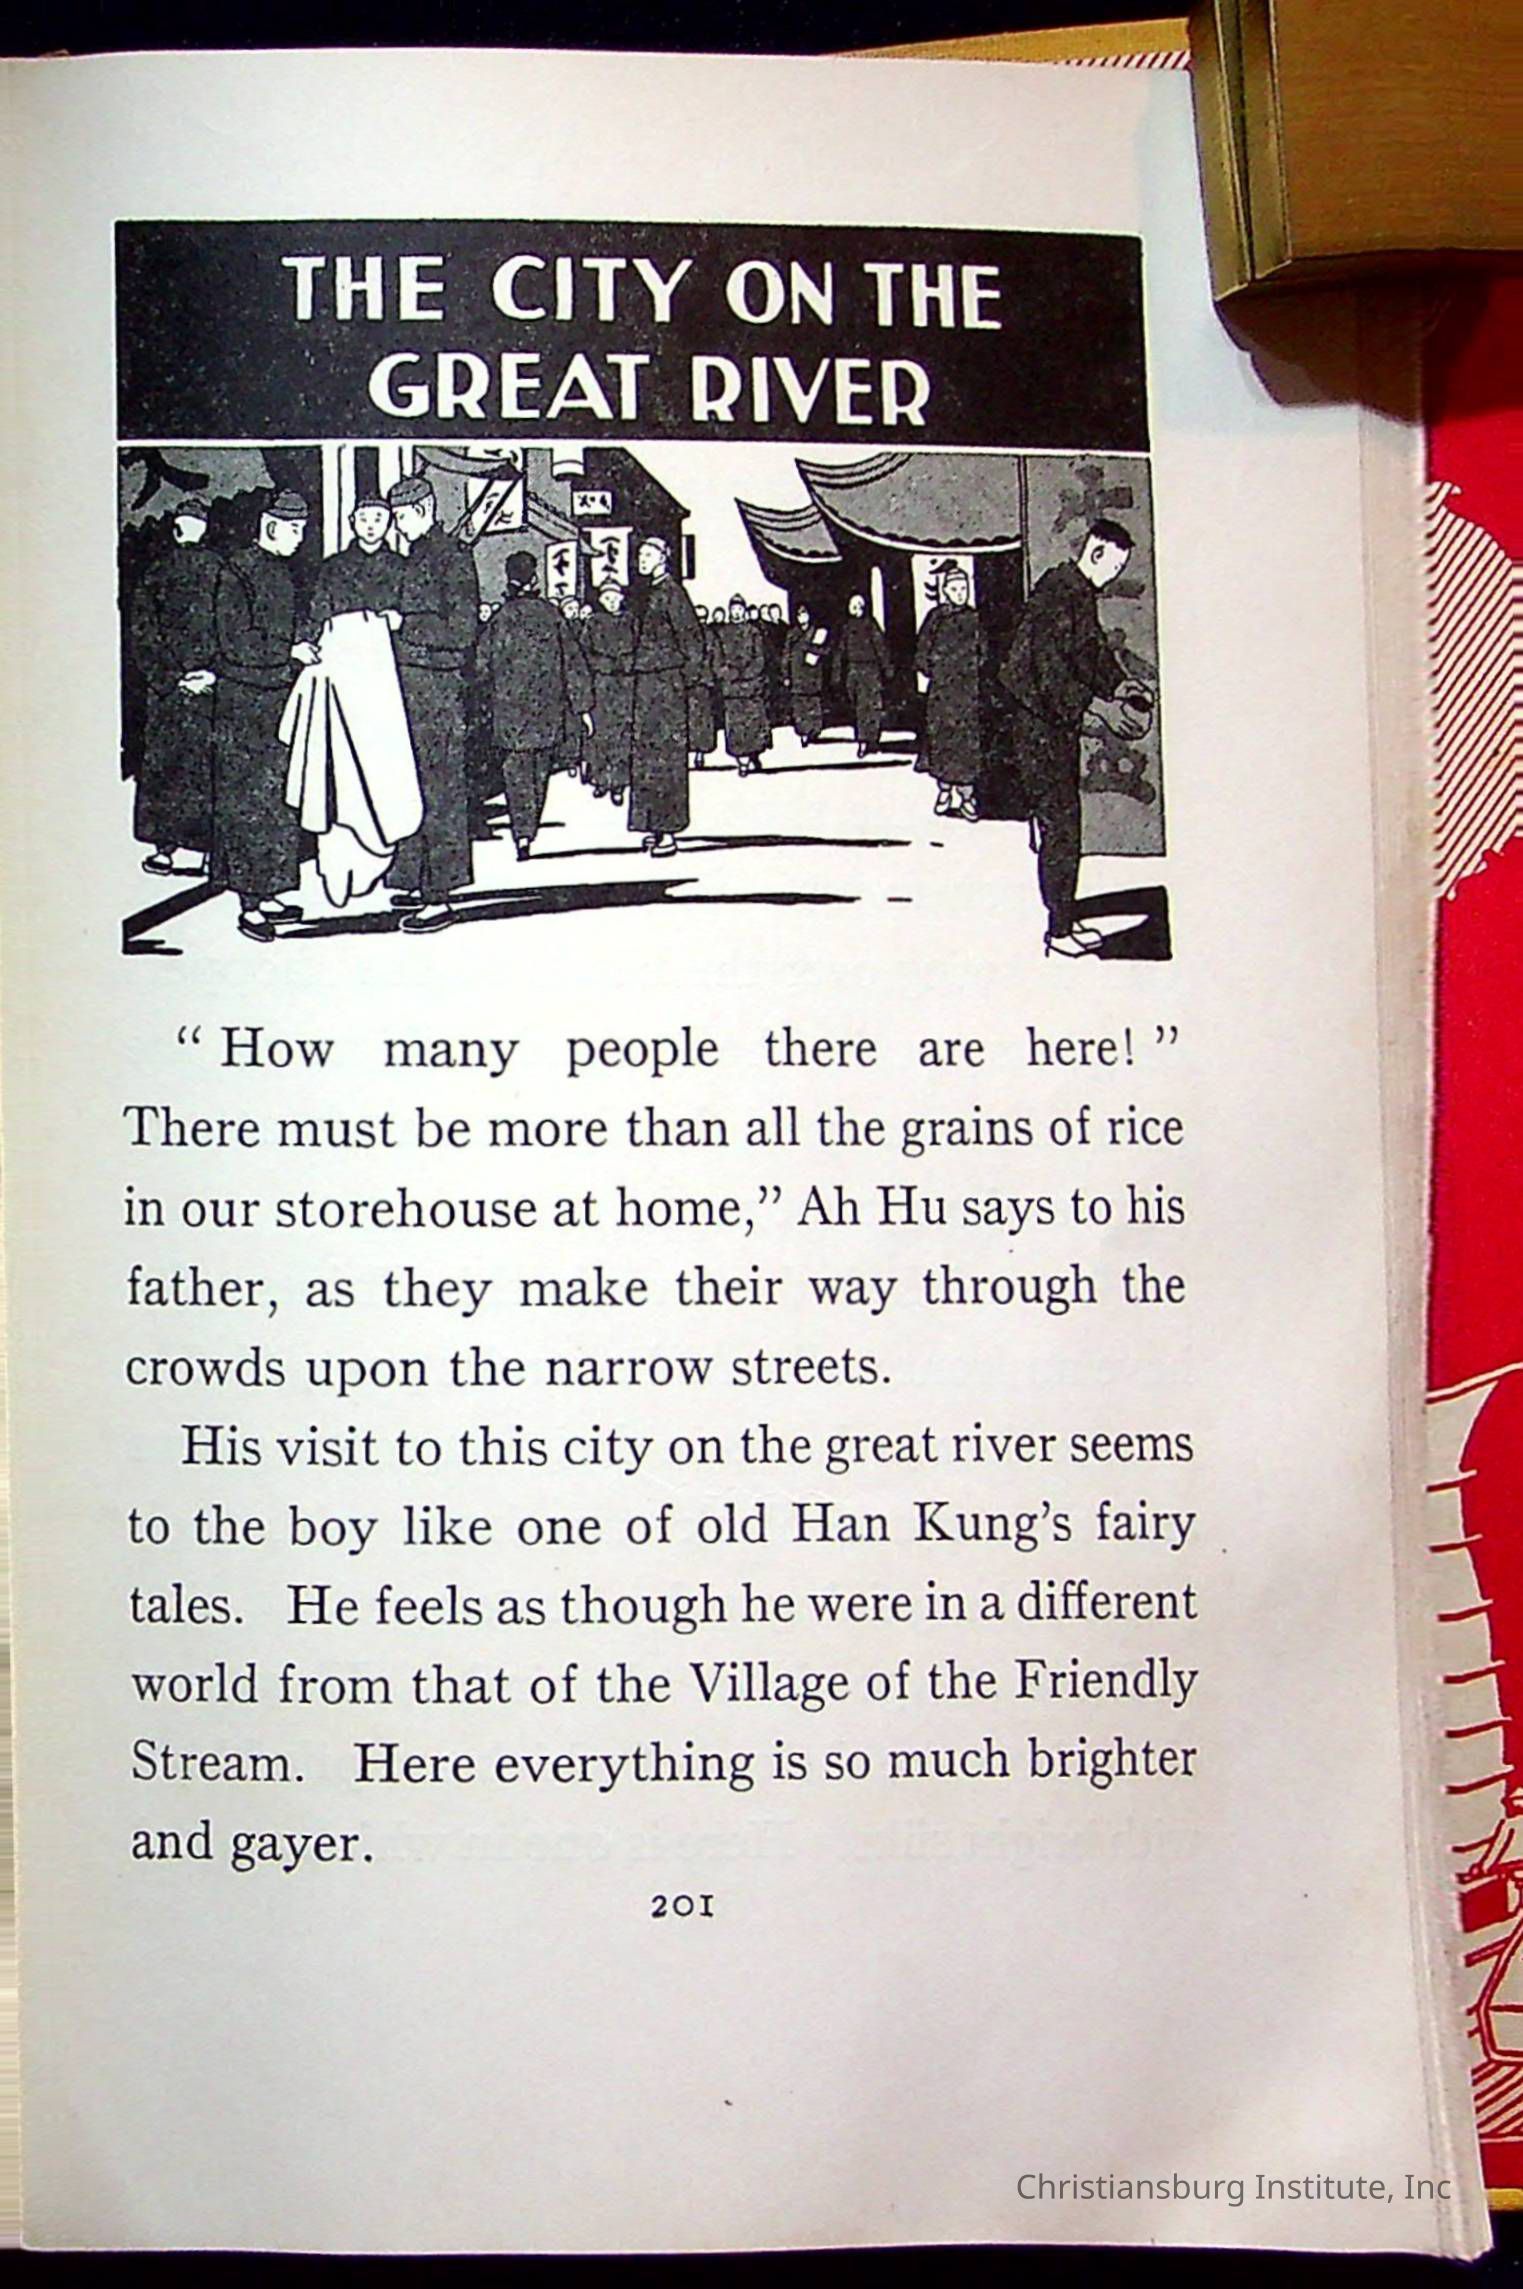 THE CITY ON THE
GREAT RIVER
“ How many people there are here! ”
There must be more than all the grains of rice
in our storehouse at home,” Ah Hu says to his
father, as they make their way through the
crowds upon the narrow streets.
His visit to this city on the great river seems
to the boy like one of old Han Kung’s fairy
tales. He feels as though he were in a different
world from that of the Village of the Friendly
Stream. Here everything is so much brighter
and gayer.
201
Christiansburg Institute, Inc